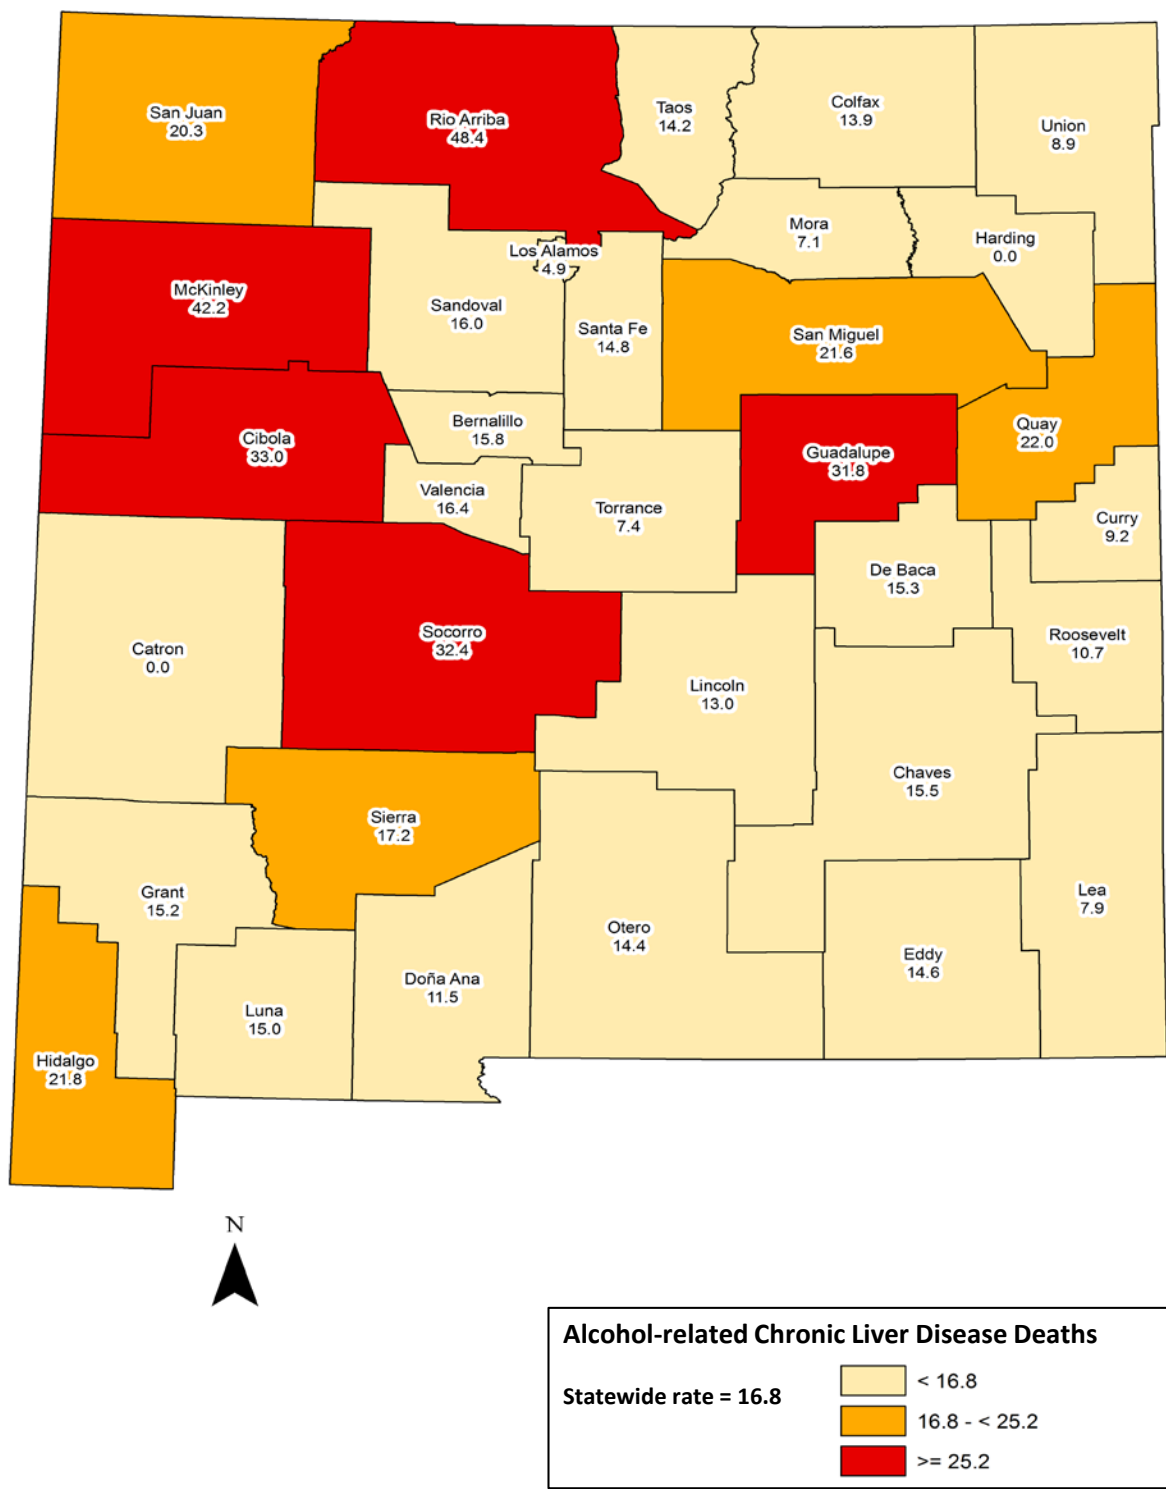 San Juan
20.3
Rio Arriba
48.4
Taos
14.2
Colfax
13.9
Union
8.9
Mora
7.1
Harding
0.0
Los Alamos
4.9
McKinley
42.2
Sandoval
16.0
Santa Fe
14.8
San Miguel
21.6
Bernalillo
15.8
Cibola
33.0
Guadalupe
31.8
Quay
22.0
Valencia
16.4
Torrance
7.4
Curry
9.2
De Baca
15.3
Socorro
32.4
Roosevelt
10.7
Catron
0.0
Lincoln
13.0
Chaves
15.5
Sierra
17.2
Grant
15.2
Lea
7.9
Otero
14.4
Eddy
14.6
Doña Ana
11.5
Luna
15.0
Hidalgo
21.8
N
Alcohol-related Chronic Liver Disease Deaths
Statewide rate = 16.8
< 16.8
16.8 - < 25.2
>= 25.2